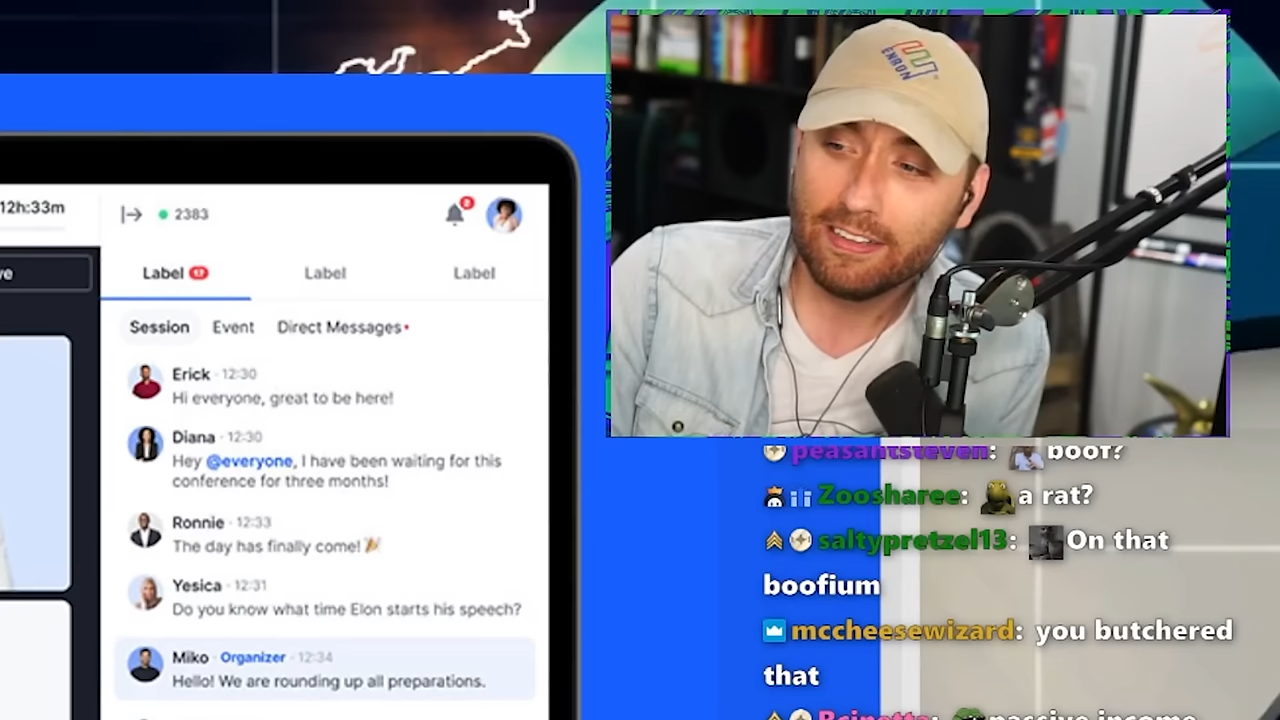 12h:33m
2383
Label 17
Label
Label
Session
Event
Direct Messages
Erick · 12:30
Hi everyone, great to be here!
Diana · 12:30
Hey @everyone, I have been waiting for this
conference for three months!
Ronnie · 12:33
The day has finally come!
Yesica · 12:31
Do you know what time Elon starts his speech?
Miko · Organizer · 12:34
Hello! We are rounding up all preparations.
ENRON
peasantsteven: boof?
Zoosharee: a rat?
saltypretzel13: On that
boofium
mccheesewizard: you butchered
that
passive income